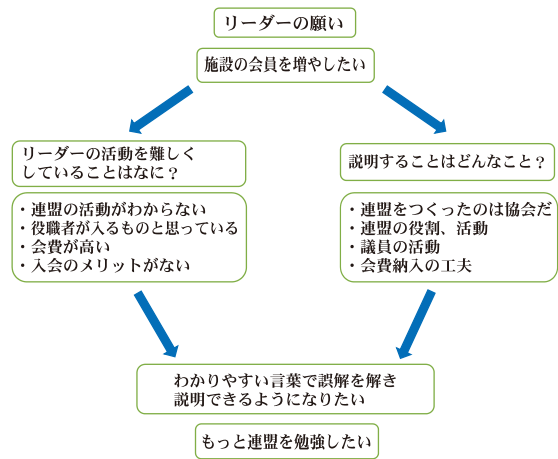 リーダーの願い
施設の会員を増やしたい
リーダーの活動を難しく
していることはなに？
・連盟の活動がわからない
・役職者が入るものと思っている
・会費が高い
・入会のメリットがない
説明することはどんなこと？
・連盟をつくったのは協会だ
・連盟の役割、活動
・議員の活動
・会費納入の工夫
わかりやすい言葉で誤解を解き
説明できるようになりたい
もっと連盟を勉強したい